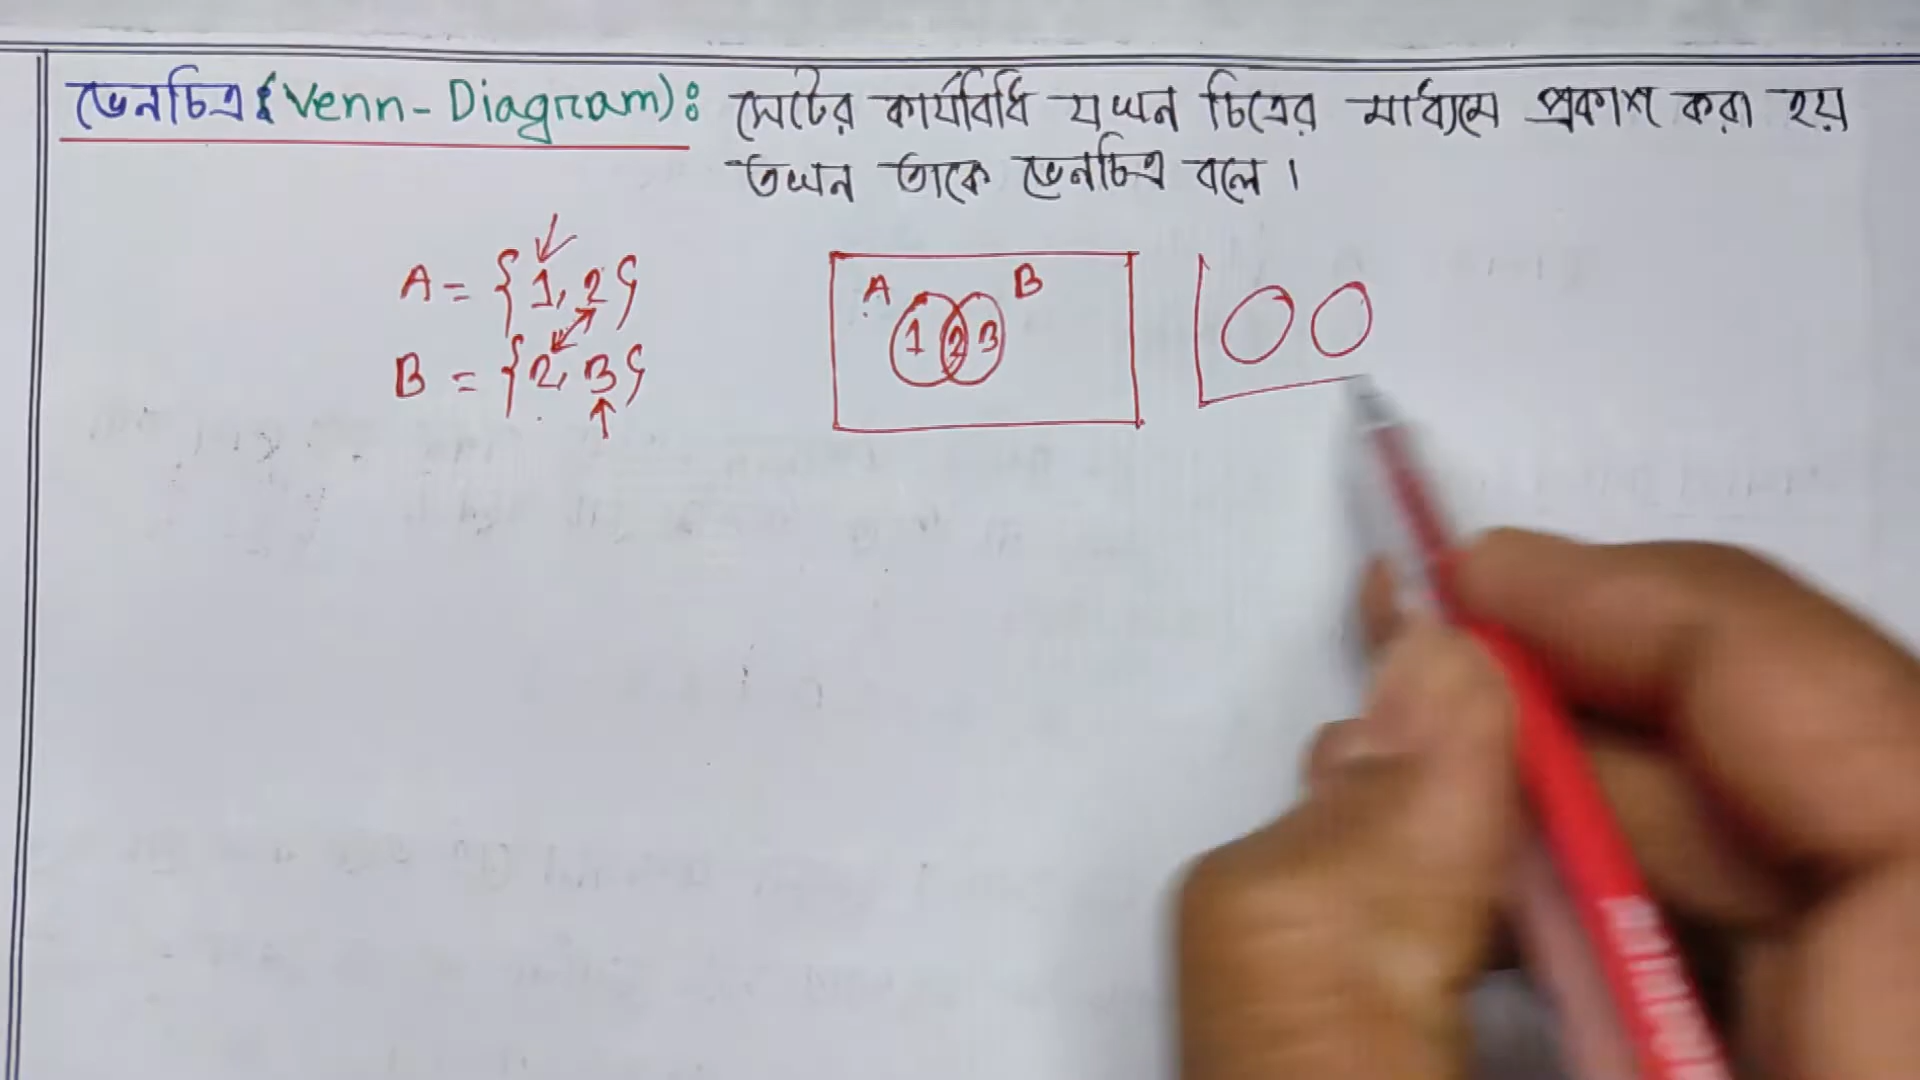 ভেনচিত্র (Venn-Diagram): সেটের কার্যবিধি যখন চিত্রের মাধ্যমে প্রকাশ করা হয়
তখন তাকে ভেনচিত্র বলে।
A = {1, 2}
B = {2, 3}
A B
1 2 3